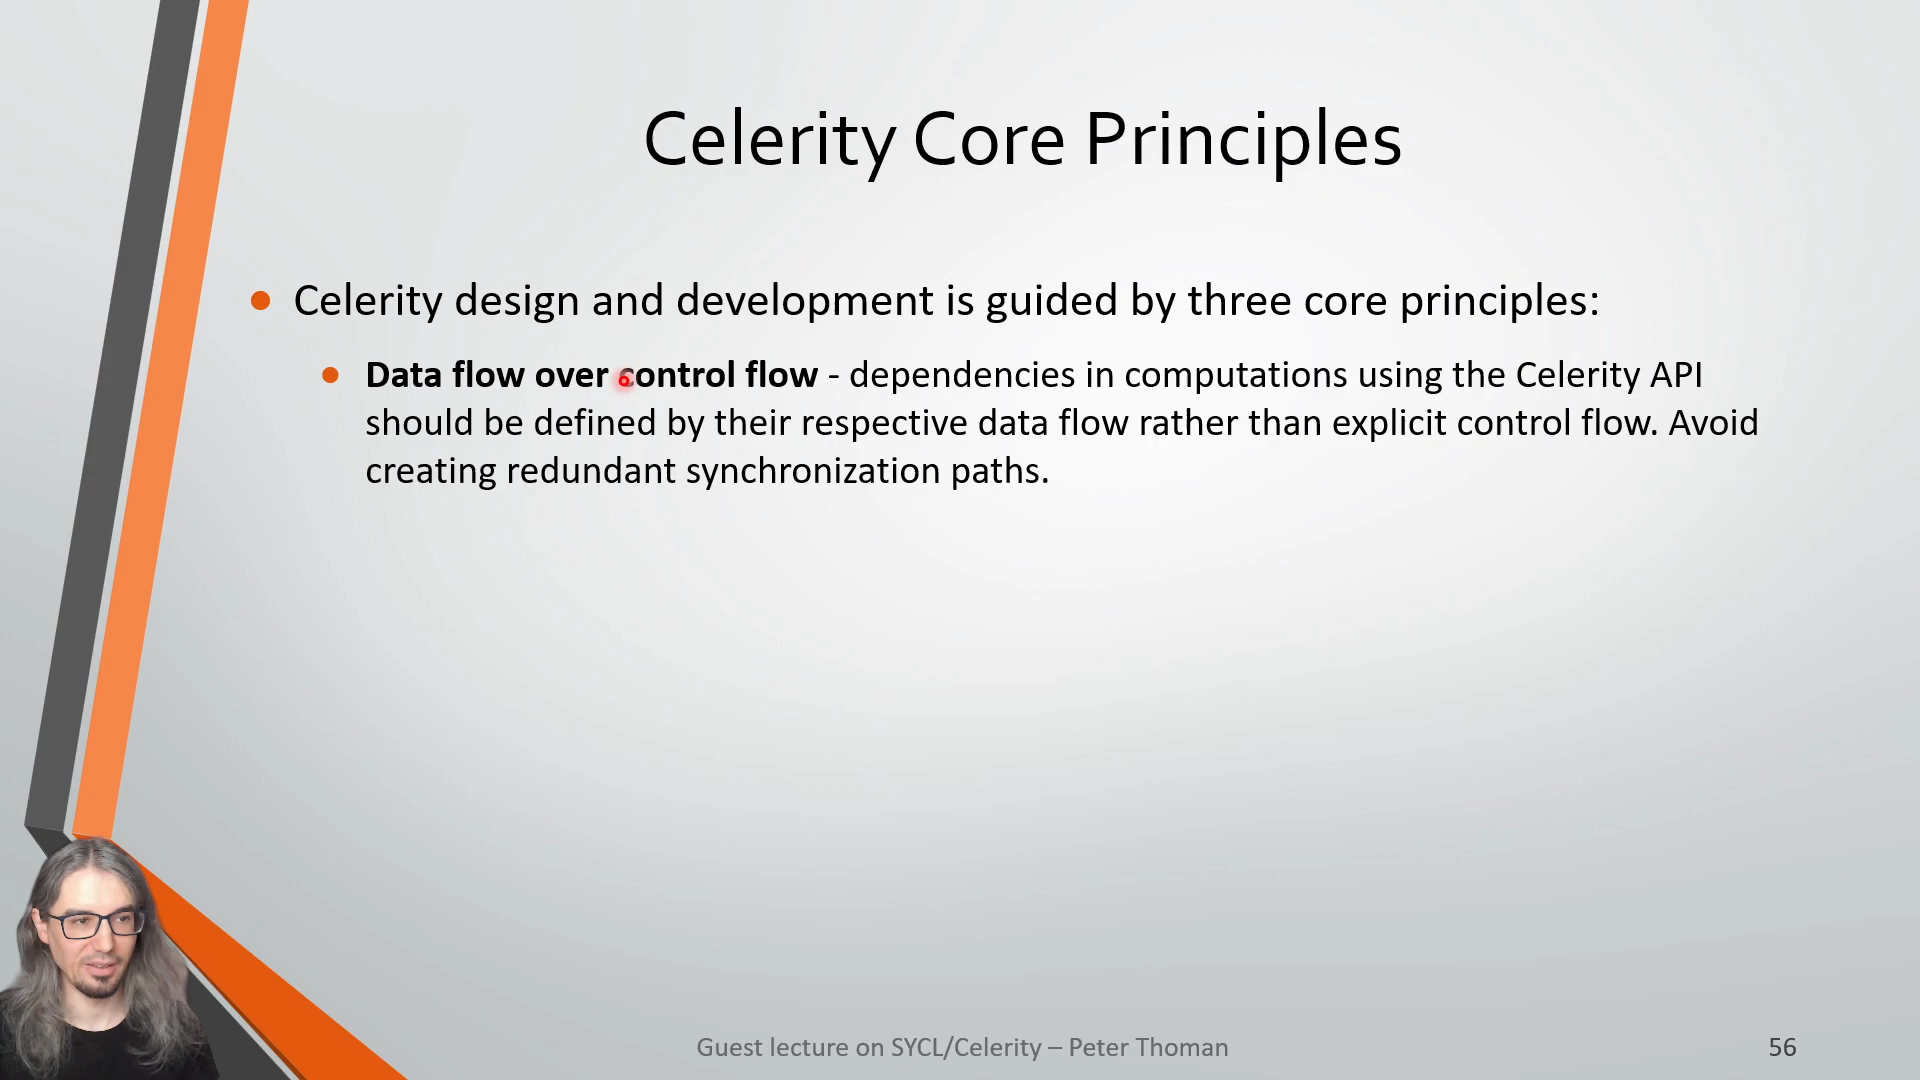 Celerity Core Principles
Celerity design and development is guided by three core principles:
Data flow over control flow - dependencies in computations using the Celerity API
should be defined by their respective data flow rather than explicit control flow. Avoid
creating redundant synchronization paths.
Guest lecture on SYCL/Celerity – Peter Thoman
56